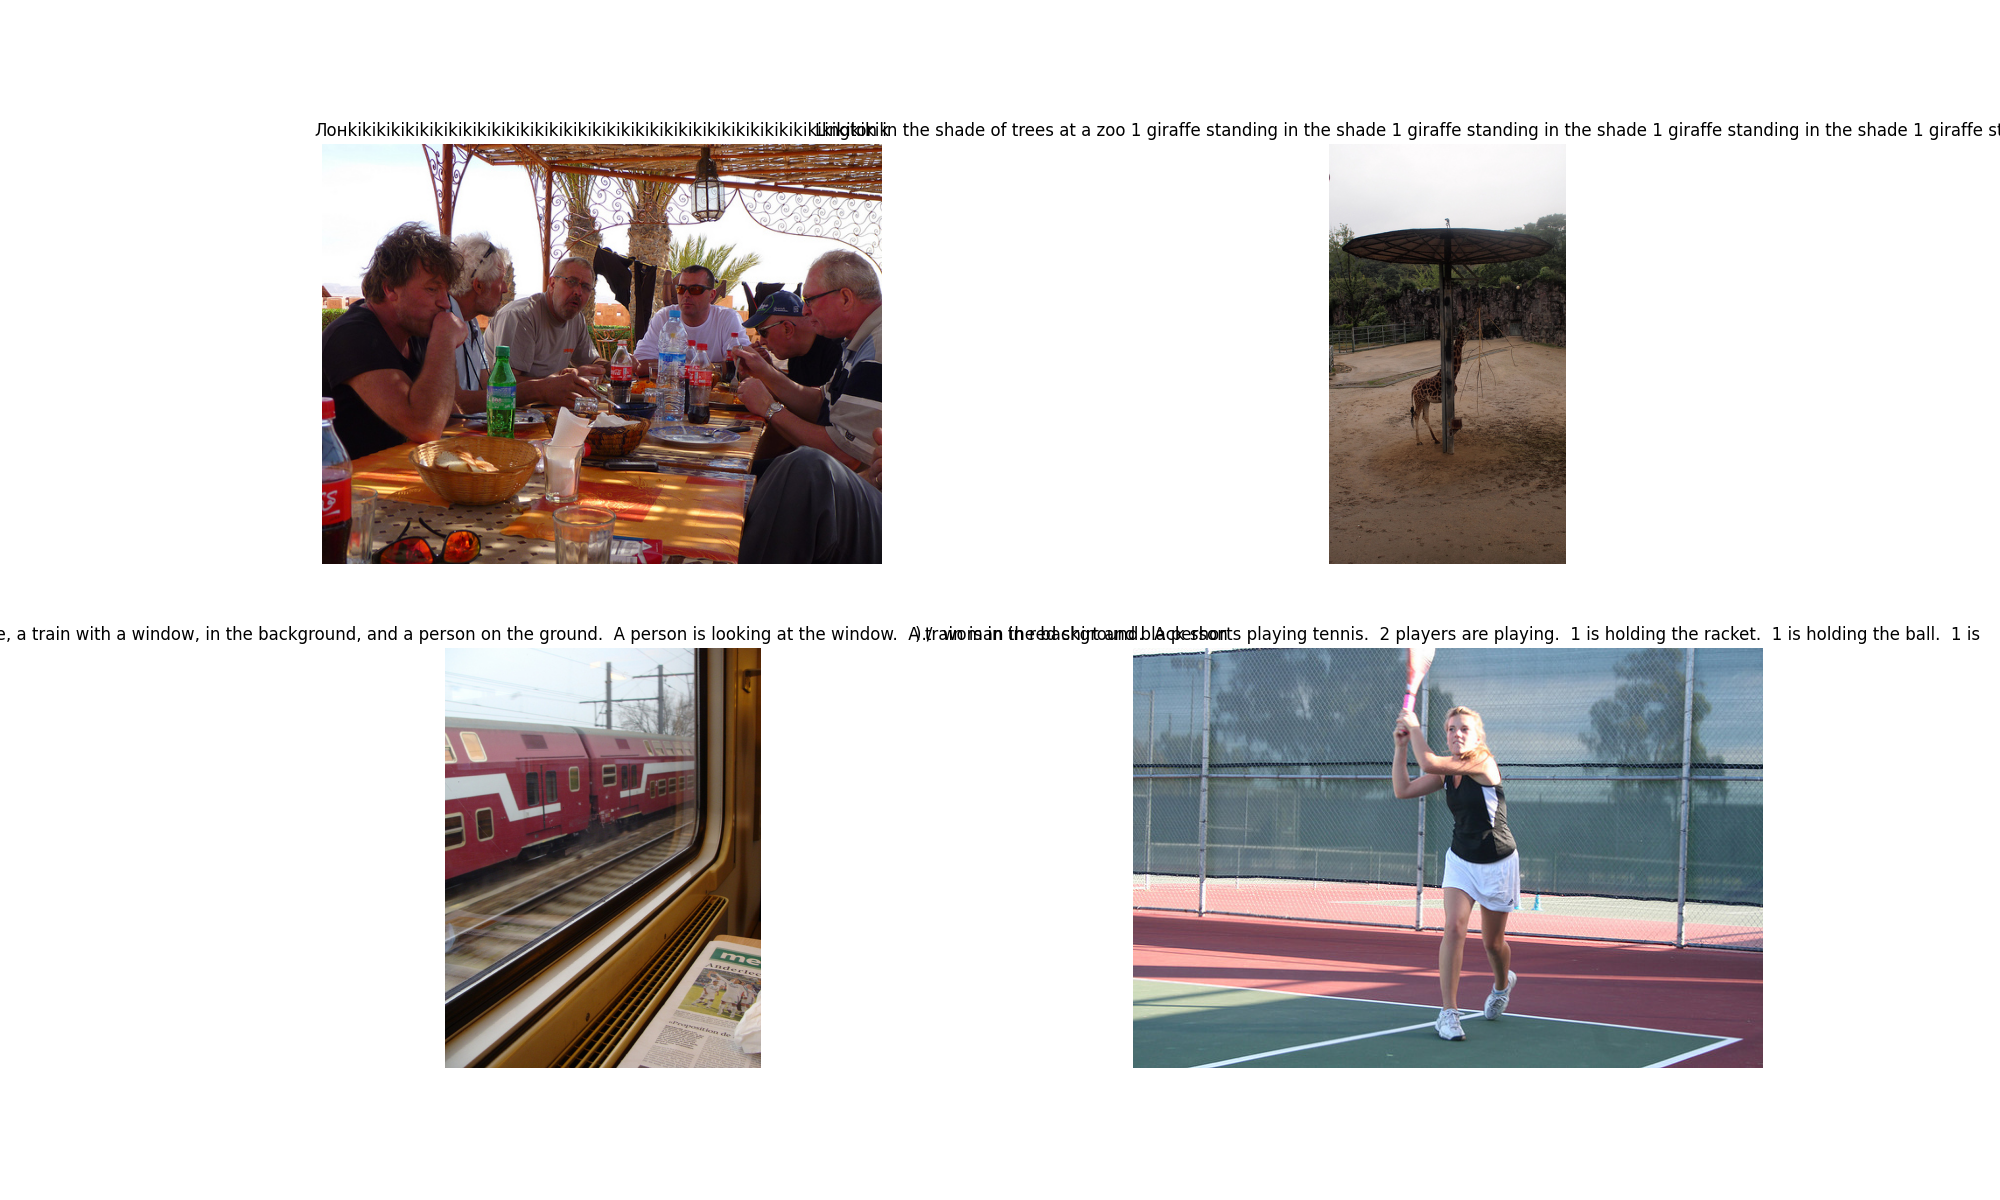 Лонkikikikikikikikikikikikikikikikikikikikikikikikikikikikikikikikikikikik
in the shade of trees at a zoo 1 giraffe standing in the shade 1 giraffe standing in the shade 1 giraffe standing in the shade 1 giraffe st
e, a train with a window, in the background, and a person on the ground. A person is looking at the window. A train in the background. A person
woman in red shirt and black shorts playing tennis. 2 players are playing. 1 is holding the racket. 1 is holding the ball. 1 is
me
Anderlec
«Proposition de